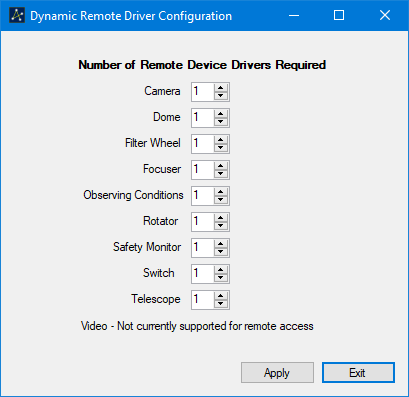 Dynamic Remote Driver Configuration
Number of Remote Device Drivers Required
Camera 1
Dome 1
Filter Wheel 1
Focuser 1
Observing Conditions 1
Rotator 1
Safety Monitor 1
Switch 1
Telescope 1
Video - Not currently supported for remote access
Apply Exit